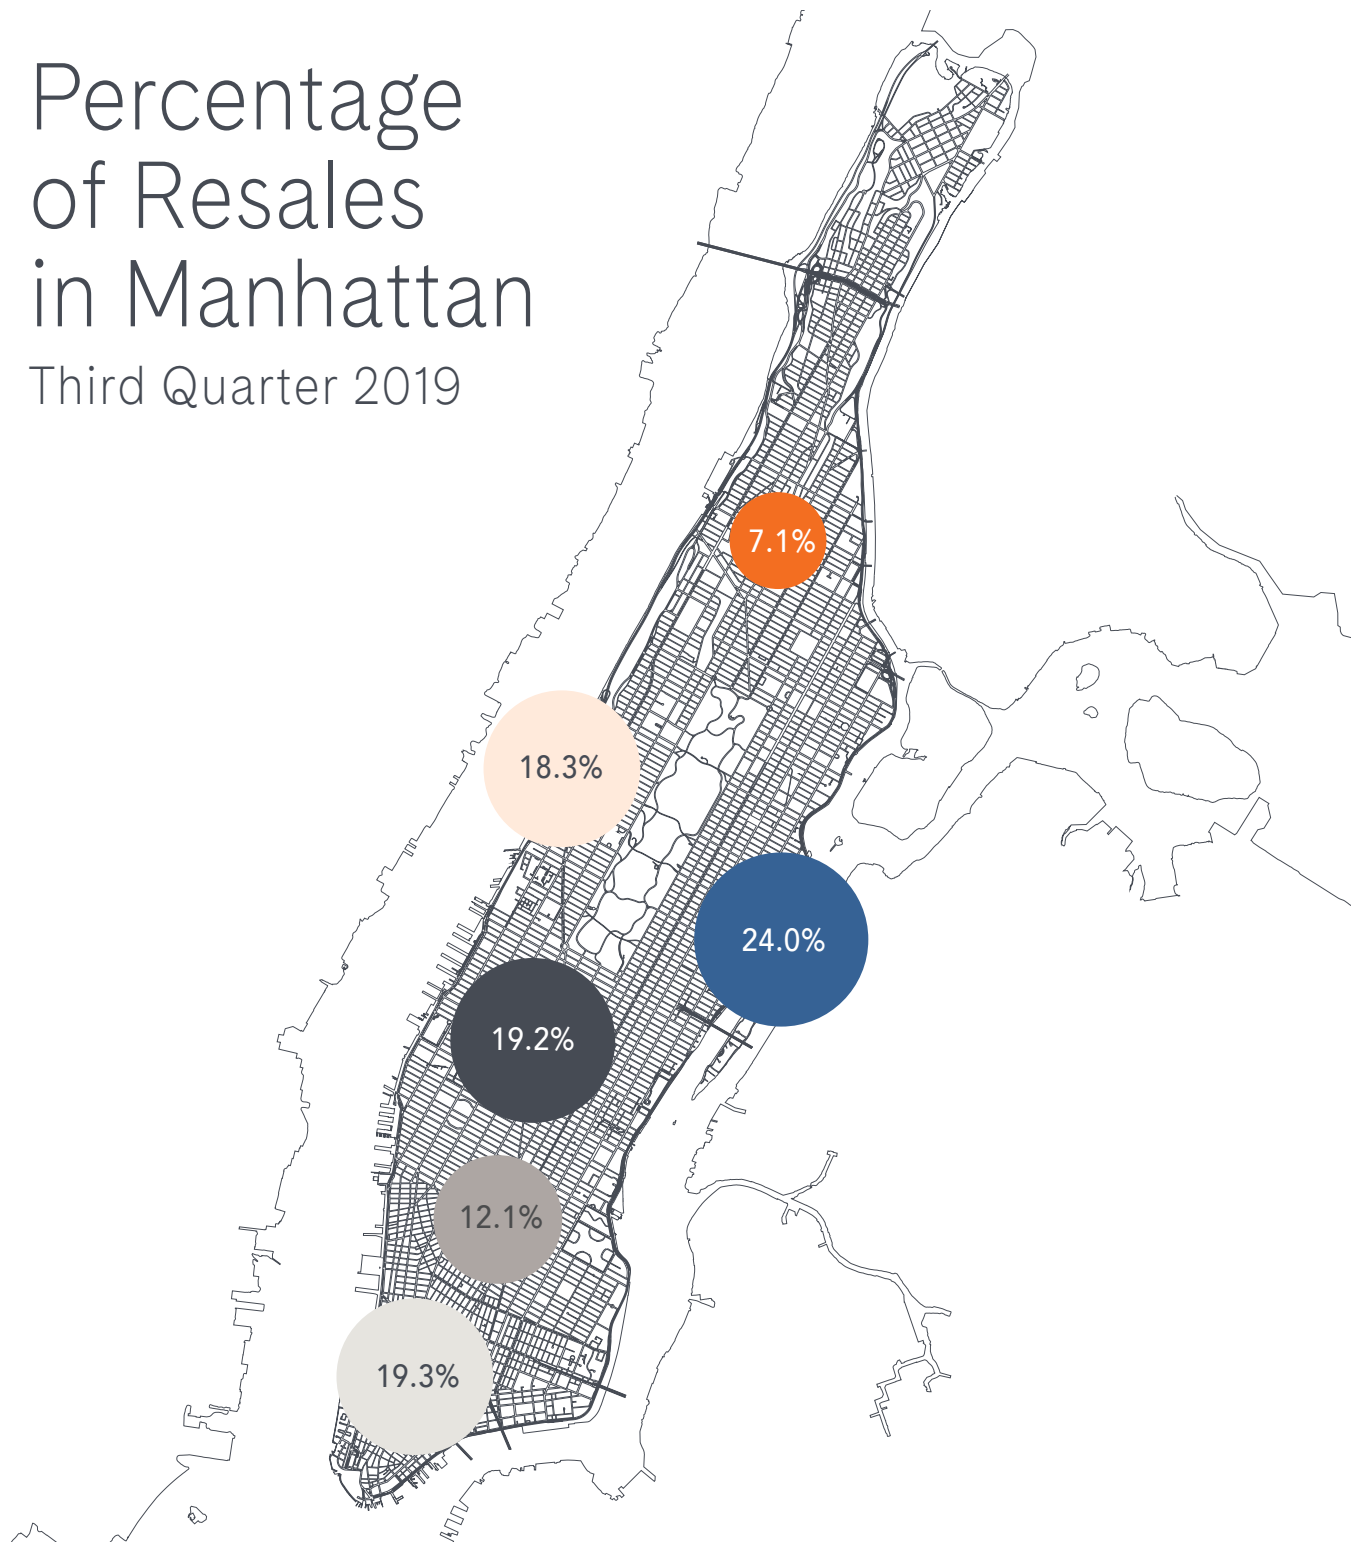 Percentage
of Resales
in Manhattan
Third Quarter 2019
7.1%
18.3%
24.0%
19.2%
12.1%
19.3%